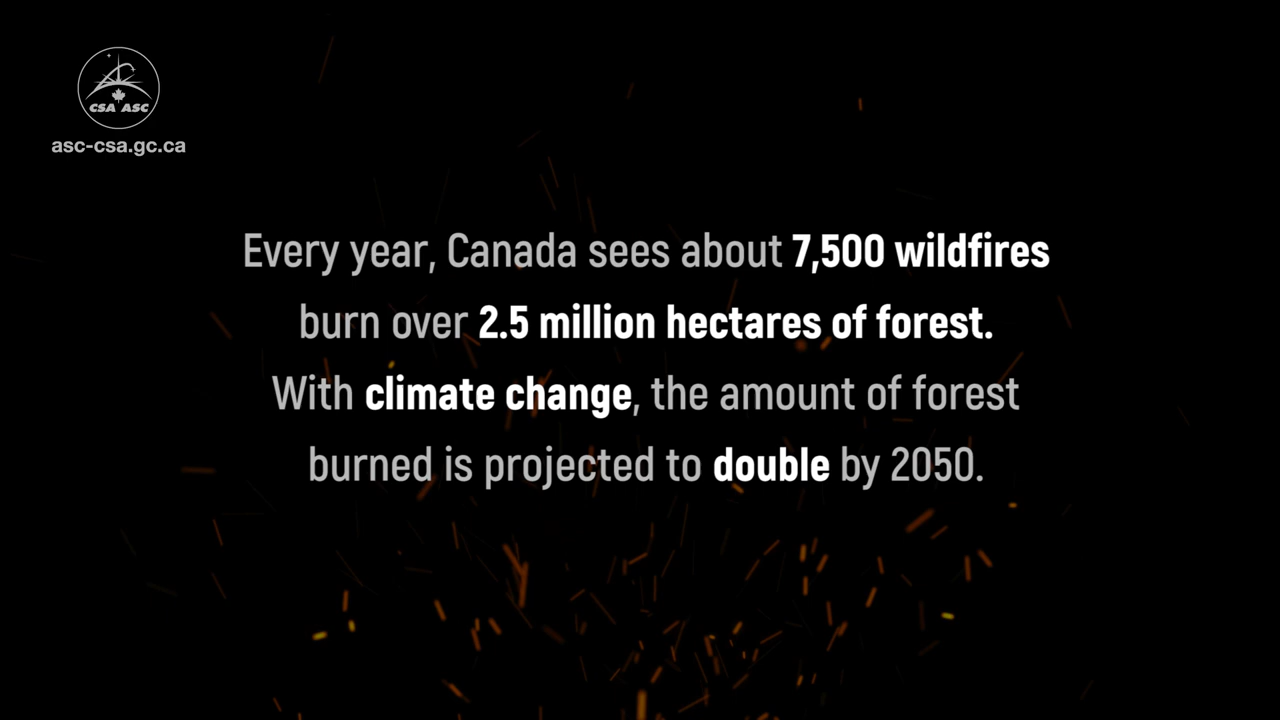 CSA ASC
asc-csa.gc.ca
Every year, Canada sees about 7,500 wildfires
burn over 2.5 million hectares of forest.
With climate change, the amount of forest
burned is projected to double by 2050.